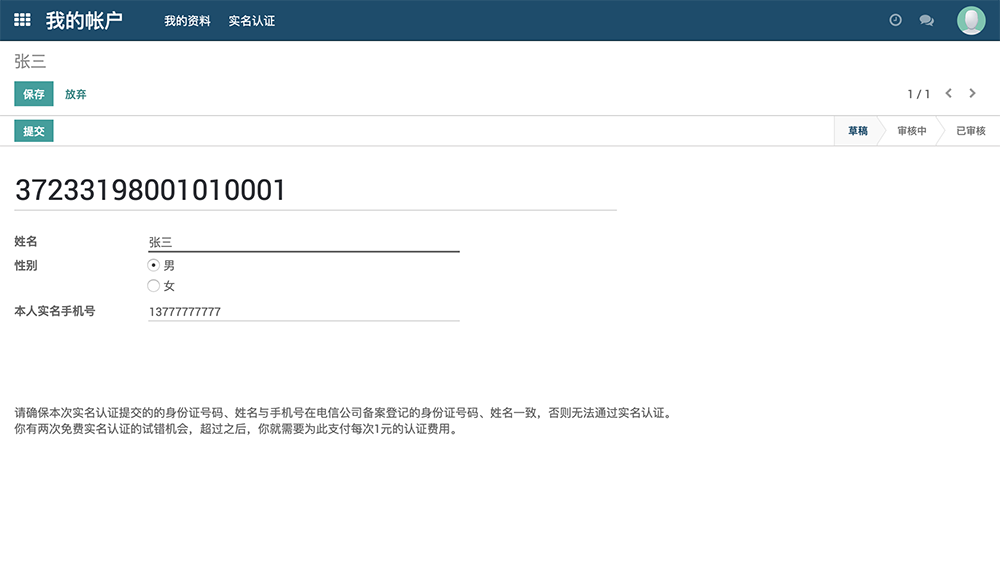 我的帐户 我的资料 实名认证
张三
保存 放弃 1 / 1
提交 草稿 审核中 已审核
37233198001010001
姓名 张三
性别 男
女
本人实名手机号 13777777777
请确保本次实名认证提交的的身份证号码、姓名与手机号在电信公司备案登记的身份证号码、姓名一致，否则无法通过实名认证。
你有两次免费实名认证的试错机会，超过之后，你就需要为此支付每次1元的认证费用。